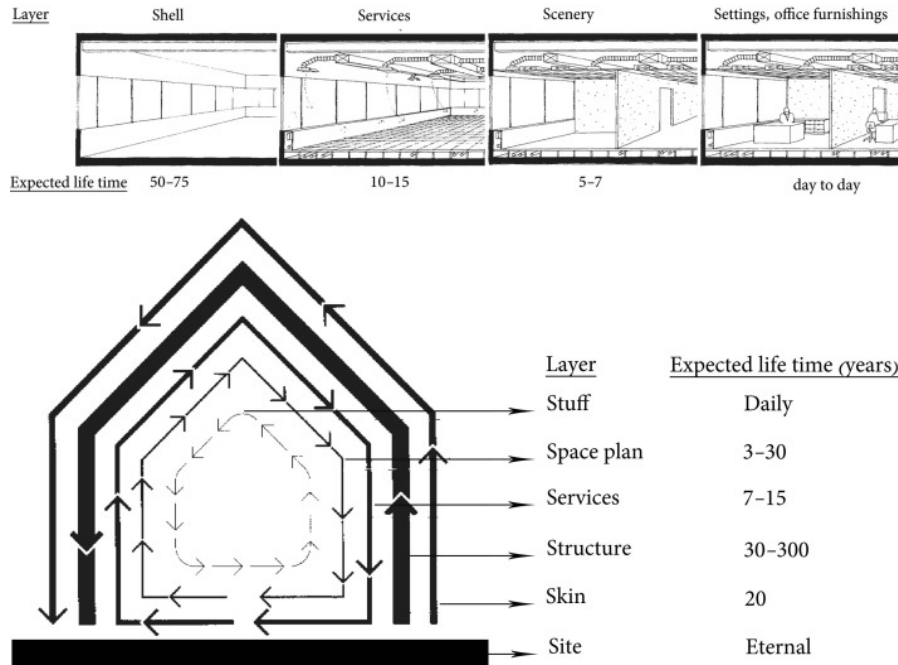 Layer Shell Services Scenery Settings, office furnishings
Expected life time 50–75 10–15 5–7 day to day
Layer Expected life time (years)
Stuff Daily
Space plan 3–30
Services 7–15
Structure 30–300
Skin 20
Site Eternal